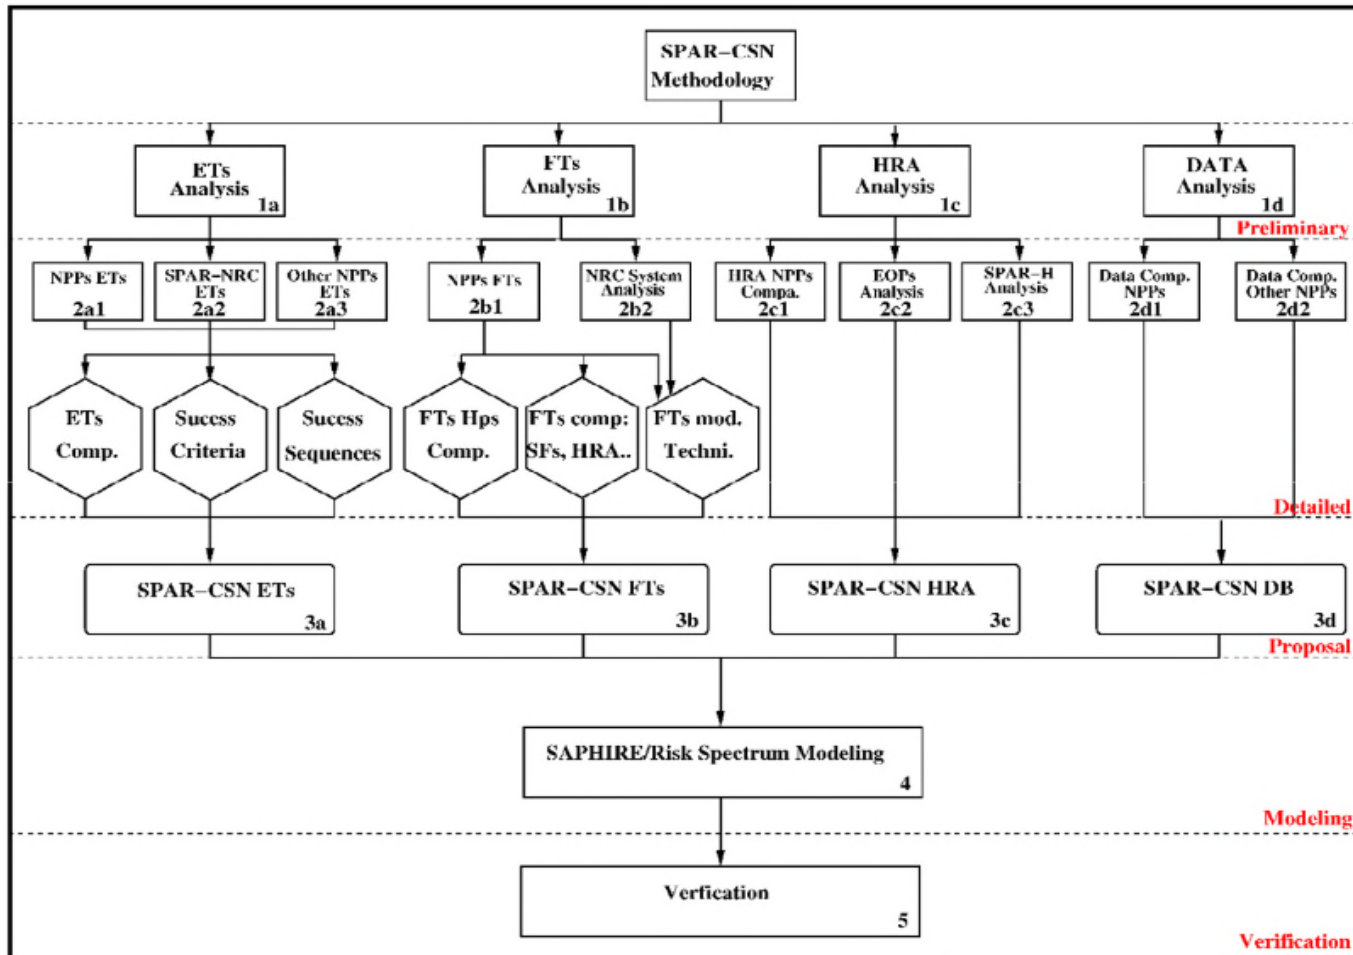 SPAR–CSN
Methodology
ETs
Analysis
1a
FTs
Analysis
1b
HRA
Analysis
1c
DATA
Analysis
1d
Preliminary
NPPs ETs
2a1
SPAR–NRC
ETs
2a2
Other NPPs
ETs
2a3
NPPs FTs
2b1
NRC System
Analysis
2b2
HRA NPPs
Compa.
2c1
EOPs
Analysis
2c2
SPAR–H
Analysis
2c3
Data Comp.
NPPs
2d1
Data Comp.
Other NPPs
2d2
ETs
Comp.
Sucess
Criteria
Sucess
Sequences
FTs Hps
Comp.
FTs comp:
SFs, HRA..
FTs mod.
Techni.
Detailed
SPAR–CSN ETs
3a
SPAR–CSN FTs
3b
SPAR–CSN HRA
3c
SPAR–CSN DB
3d
Proposal
SAPHIRE/Risk Spectrum Modeling
4
Modeling
Verfication
5
Verification